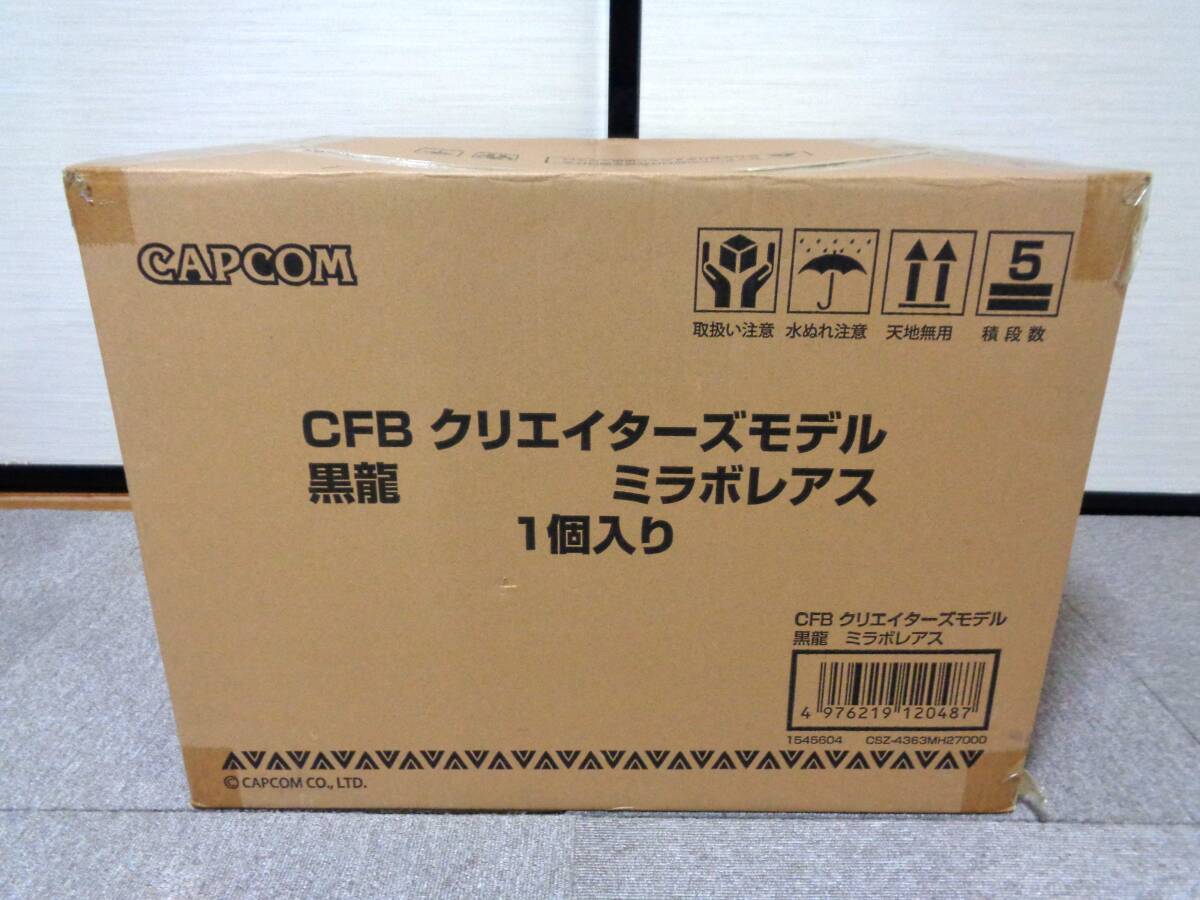 CAPCOM
5
取扱い注意 水ぬれ注意 天地無用 積段数
CFB クリエイターズモデル
黒龍 ミラボレアス
1個入り
CFB クリエイターズモデル
黒龍 ミラボレアス
4 976219 120487
1545604 CSZ-4363MH27000
© CAPCOM CO., LTD.